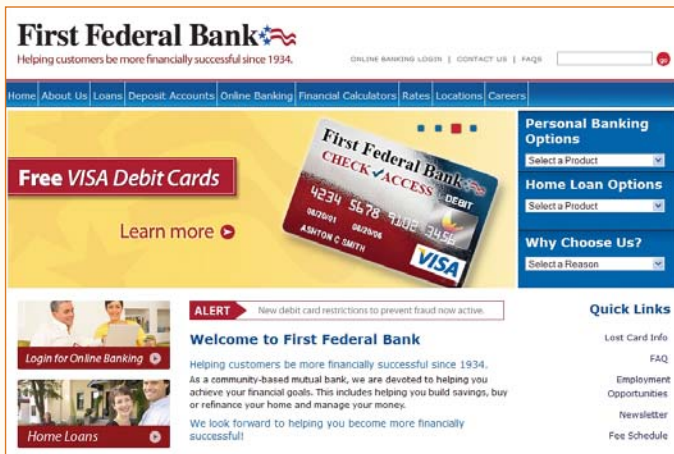 First Federal Bank
Helping customers be more financially successful since 1934.
ONLINE BANKING LOGIN | CONTACT US | FAQS
go
Home About Us Loans Deposit Accounts Online Banking Financial Calculators Rates Locations Careers
Free VISA Debit Cards
Learn more
First Federal Bank
CHECK ✓ ACCESS
DEBIT
4234 5678 9102 3456
08/20/01 08/20/06
ASHTON C SMITH
VISA
Personal Banking Options
Select a Product
Home Loan Options
Select a Product
Why Choose Us?
Select a Reason
Login for Online Banking
Home Loans
ALERT New debit card restrictions to prevent fraud now active.
Welcome to First Federal Bank
Helping customers be more financially successful since 1934.
As a community-based mutual bank, we are devoted to helping you
achieve your financial goals. This includes helping you build savings, buy
or refinance your home and manage your money.
We look forward to helping you become more financially
successful!
Quick Links
Lost Card Info
FAQ
Employment
Opportunities
Newsletter
Fee Schedule